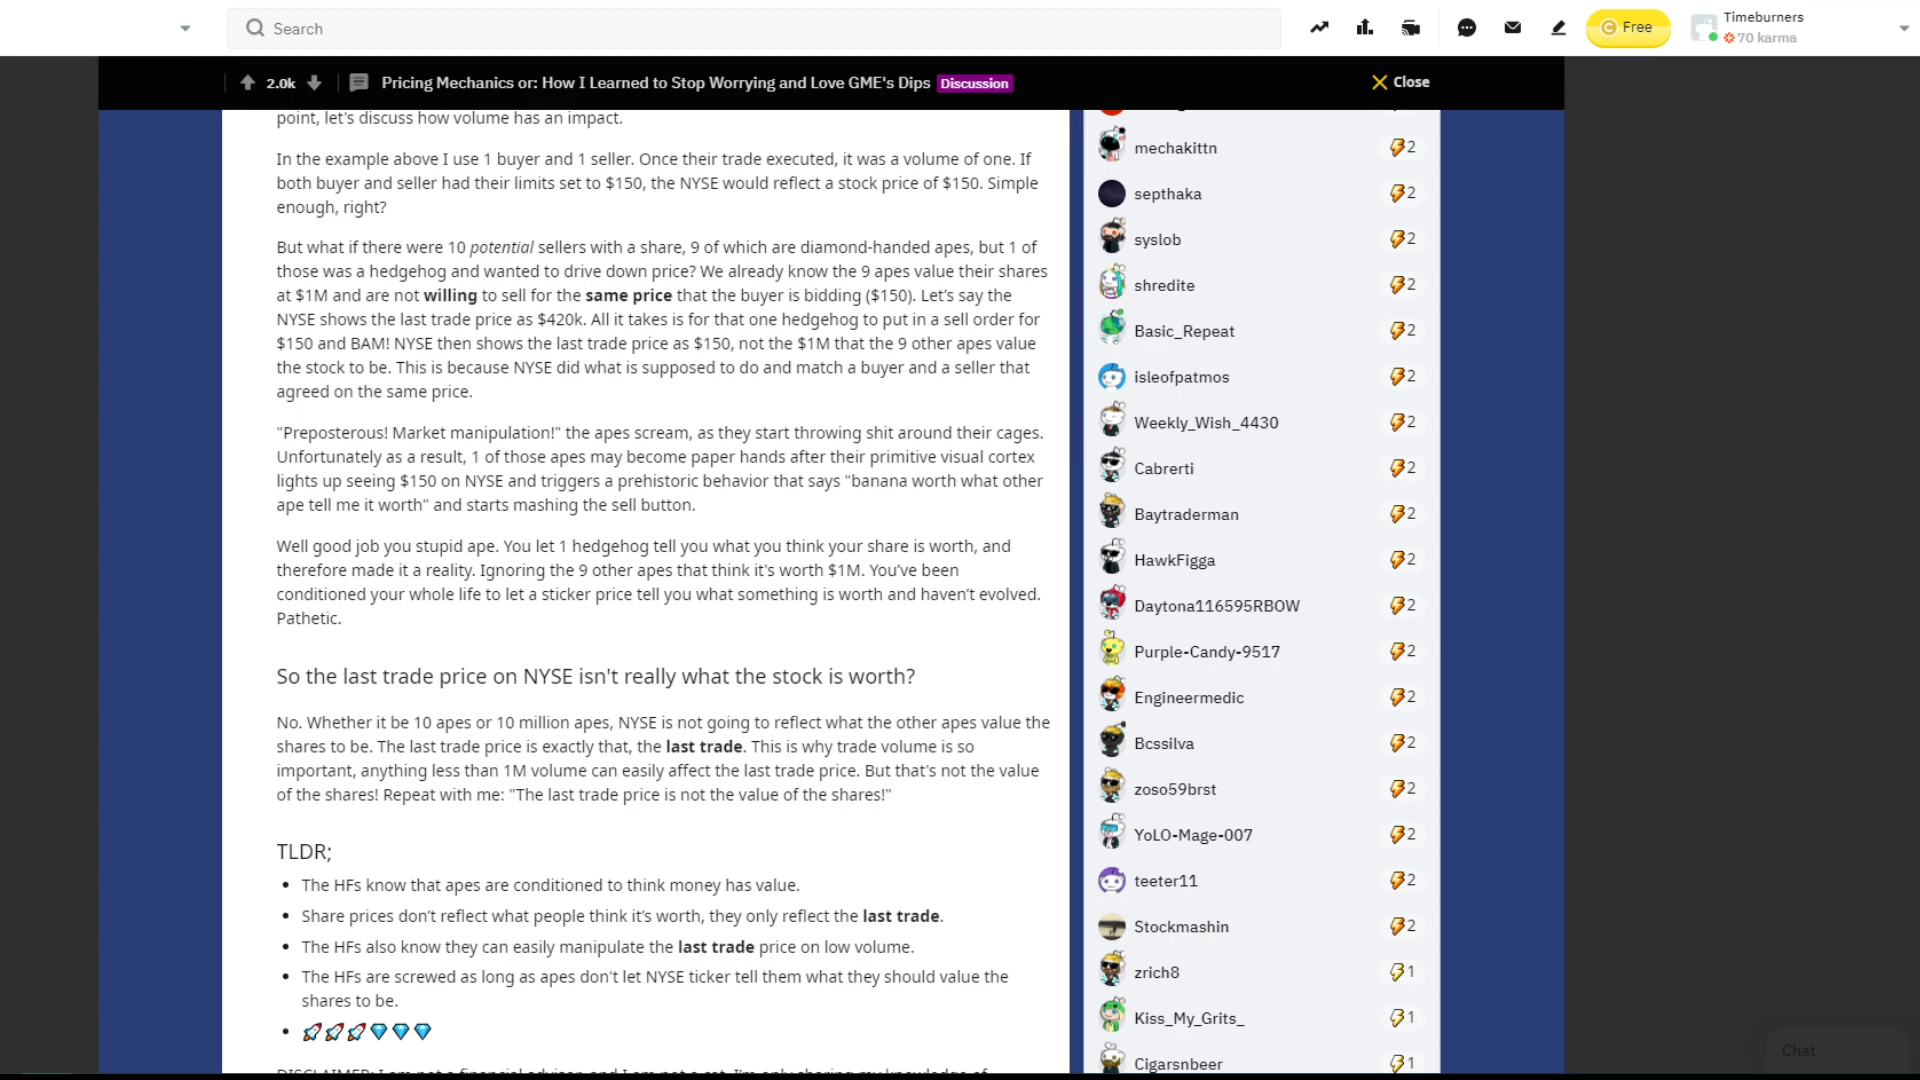 Search
Free
Timeburners
70 karma
2.0k
Pricing Mechanics or: How I Learned to Stop Worrying and Love GME's Dips Discussion
Close
point, let's discuss how volume has an impact.
In the example above I use 1 buyer and 1 seller. Once their trade executed, it was a volume of one. If
both buyer and seller had their limits set to $150, the NYSE would reflect a stock price of $150. Simple
enough, right?
But what if there were 10 potential sellers with a share, 9 of which are diamond-handed apes, but 1 of
those was a hedgehog and wanted to drive down price? We already know the 9 apes value their shares
at $1M and are not willing to sell for the same price that the buyer is bidding ($150). Let's say the
NYSE shows the last trade price as $420k. All it takes is for that one hedgehog to put in a sell order for
$150 and BAM! NYSE then shows the last trade price as $150, not the $1M that the 9 other apes value
the stock to be. This is because NYSE did what is supposed to do and match a buyer and a seller that
agreed on the same price.
"Preposterous! Market manipulation!" the apes scream, as they start throwing shit around their cages.
Unfortunately as a result, 1 of those apes may become paper hands after their primitive visual cortex
lights up seeing $150 on NYSE and triggers a prehistoric behavior that says "banana worth what other
ape tell me it worth" and starts mashing the sell button.
Well good job you stupid ape. You let 1 hedgehog tell you what you think your share is worth, and
therefore made it a reality. Ignoring the 9 other apes that think it's worth $1M. You've been
conditioned your whole life to let a sticker price tell you what something is worth and haven't evolved.
Pathetic.
So the last trade price on NYSE isn't really what the stock is worth?
No. Whether it be 10 apes or 10 million apes, NYSE is not going to reflect what the other apes value the
shares to be. The last trade price is exactly that, the last trade. This is why trade volume is so
important, anything less than 1M volume can easily affect the last trade price. But that's not the value
of the shares! Repeat with me: "The last trade price is not the value of the shares!"
TLDR;
• The HFs know that apes are conditioned to think money has value.
• Share prices don't reflect what people think it's worth, they only reflect the last trade.
• The HFs also know they can easily manipulate the last trade price on low volume.
• The HFs are screwed as long as apes don't let NYSE ticker tell them what they should value the
shares to be.
• 🚀🚀🚀💎💎💎
mechakittn 2
septhaka 2
syslob 2
shredite 2
Basic_Repeat 2
isleofpatmos 2
Weekly_Wish_4430 2
Cabrerti 2
Baytraderman 2
HawkFigga 2
Daytona116595RBOW 2
Purple-Candy-9517 2
Engineermedic 2
Bcssilva 2
zoso59brst 2
YoLO-Mage-007 2
teeter11 2
Stockmashin 2
zrich8 1
Kiss_My_Grits_ 1
Cigarsnbeer 1
Chat